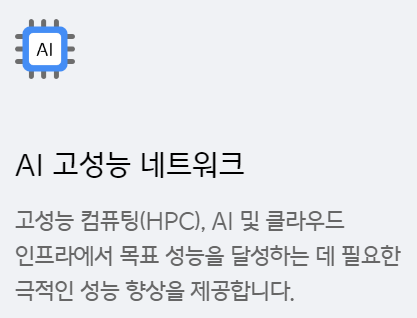 AI
AI 고성능 네트워크
고성능 컴퓨팅(HPC), AI 및 클라우드
인프라에서 목표 성능을 달성하는 데 필요한
극적인 성능 향상을 제공합니다.